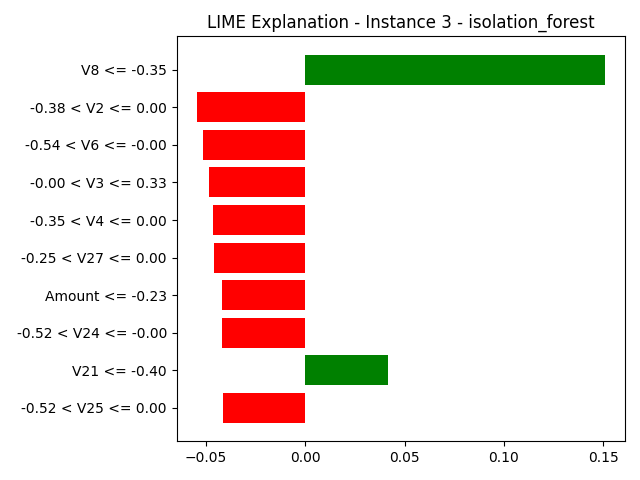 LIME Explanation - Instance 3 - isolation_forest
V8 <= -0.35
-0.38 < V2 <= 0.00
-0.54 < V6 <= -0.00
-0.00 < V3 <= 0.33
-0.35 < V4 <= 0.00
-0.25 < V27 <= 0.00
Amount <= -0.23
-0.52 < V24 <= -0.00
V21 <= -0.40
-0.52 < V25 <= 0.00
−0.05 0.00 0.05 0.10 0.15